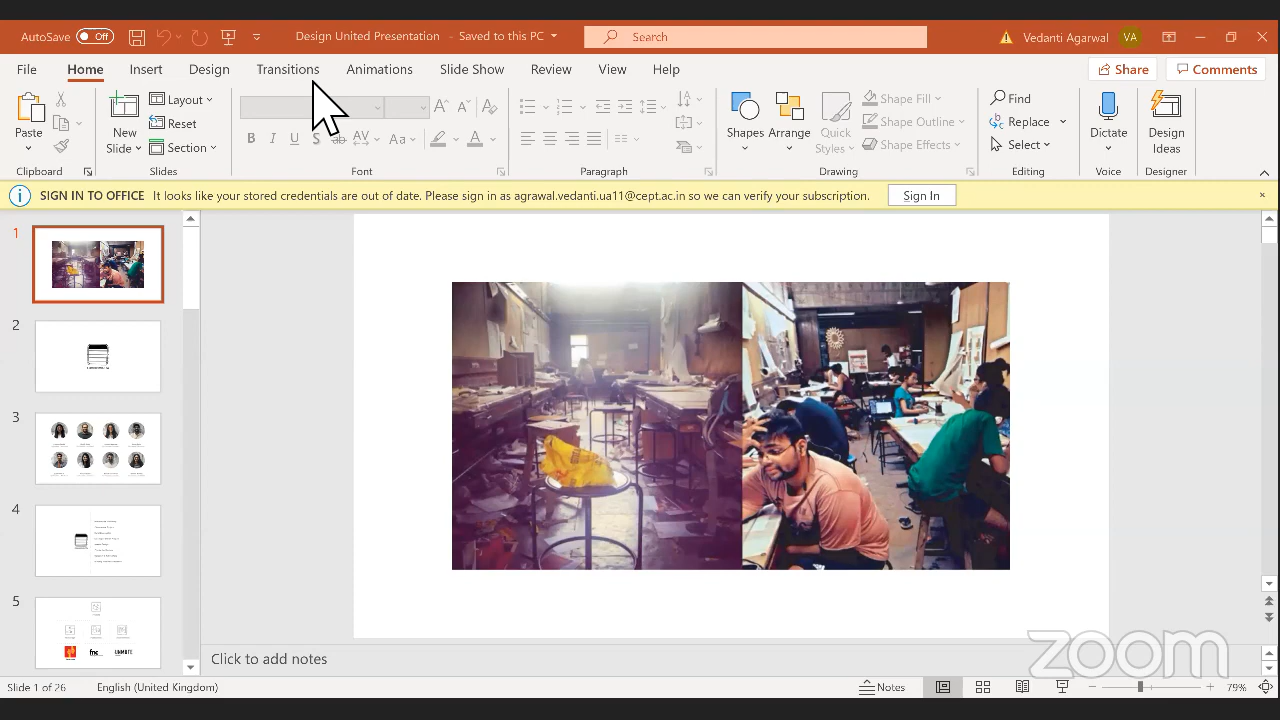 AutoSave Off Design United Presentation - Saved to this PC Search Vedanti Agarwal VA
File Home Insert Design Transitions Animations Slide Show Review View Help Share Comments
Paste
Clipboard
New Slide
Layout
Reset
Section
Slides
B I U S ab AV Aa A
Font
Paragraph
Shapes Arrange Quick Styles
Shape Fill
Shape Outline
Shape Effects
Drawing
Find
Replace
Select
Editing
Dictate
Voice
Design Ideas
Designer
SIGN IN TO OFFICE It looks like your stored credentials are out of date. Please sign in as agrawal.vedanti.ua11@cept.ac.in so we can verify your subscription. Sign In
1
2
3
4
5
fnc
UNMUTE
Click to add notes
zoom
Slide 1 of 26 English (United Kingdom) Notes 79%